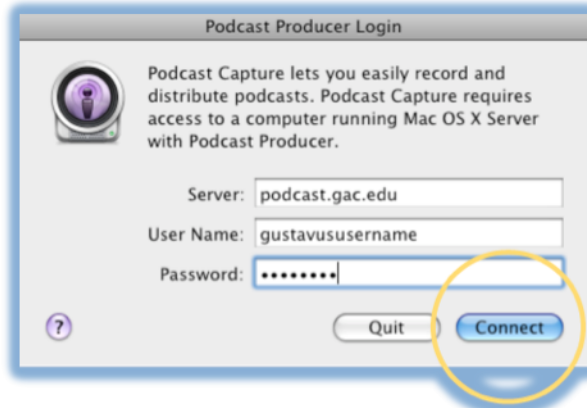 Podcast Producer Login
Podcast Capture lets you easily record and
distribute podcasts. Podcast Capture requires
access to a computer running Mac OS X Server
with Podcast Producer.
Server: podcast.gac.edu
User Name: gustavususername
Password: ••••••••
? Quit Connect